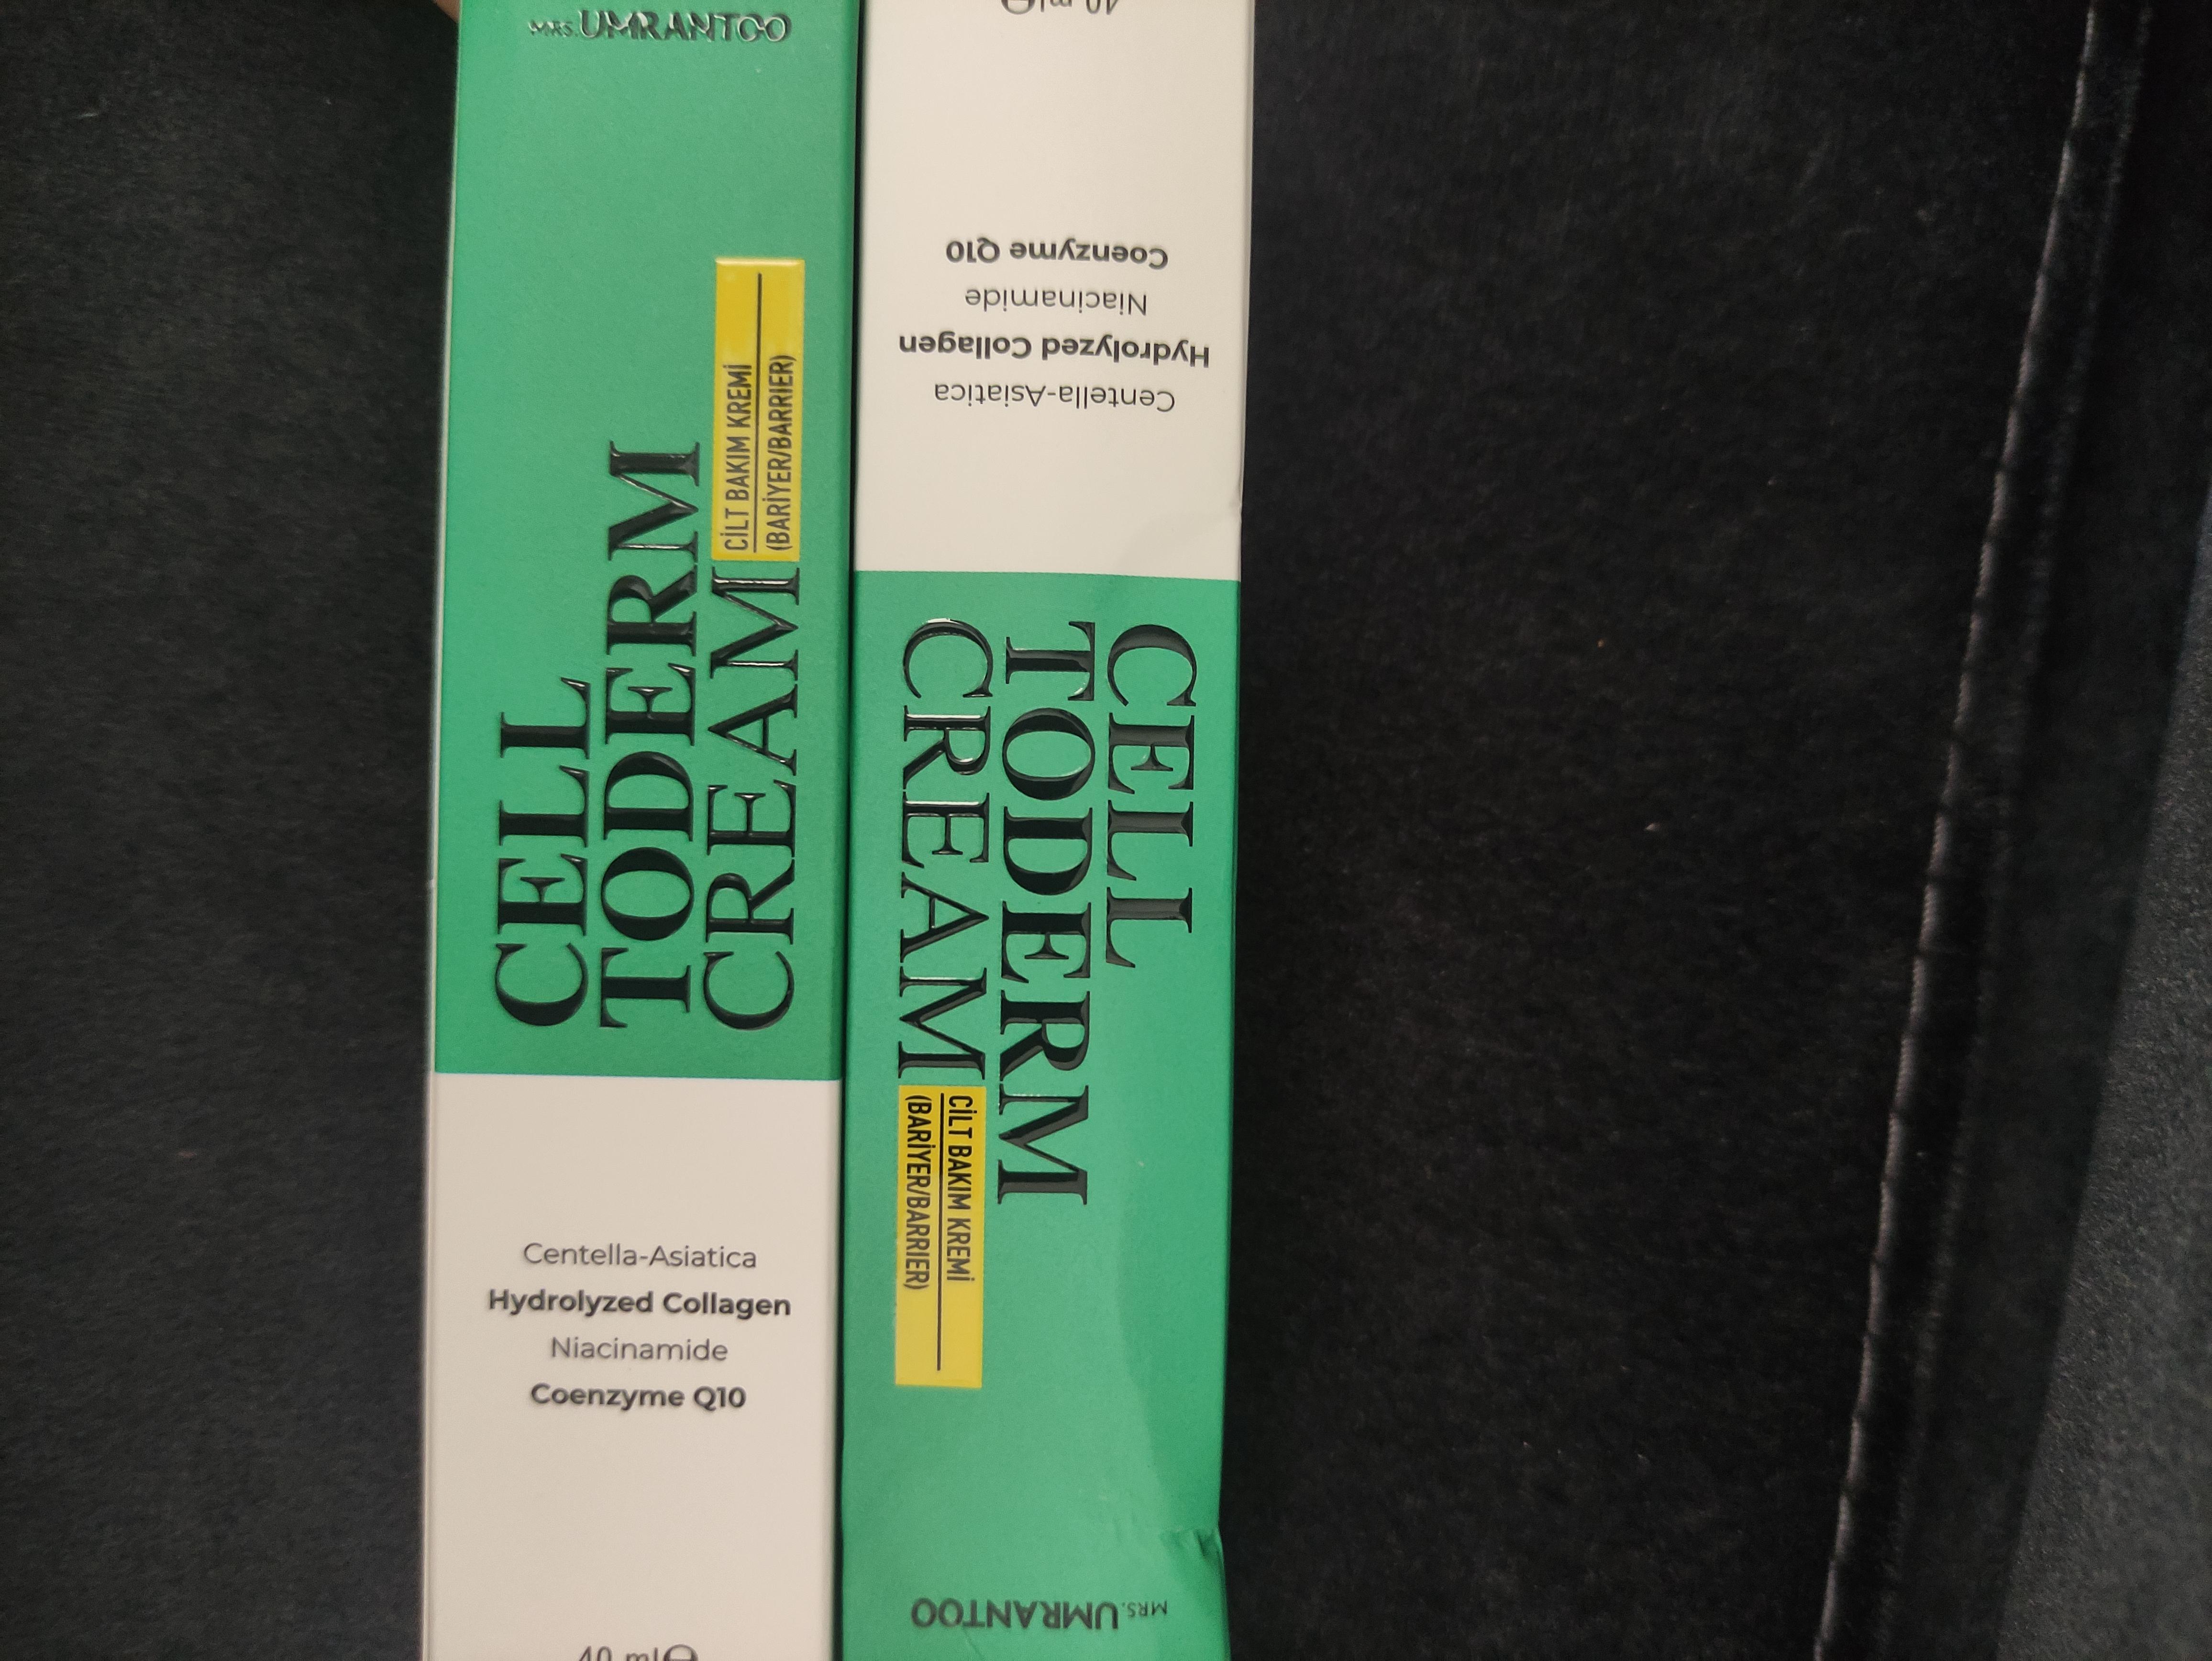 MRS.UMRANTOO
CELL
TODERM
CREAM
CİLT BAKIM KREMİ
(BARİYER/BARRIER)
Centella-Asiatica
Hydrolyzed Collagen
Niacinamide
Coenzyme Q10
40 ml℮
CELL
TODERM
CREAM
CİLT BAKIM KREMİ
(BARİYER/BARRIER)
Centella-Asiatica
Hydrolyzed Collagen
Niacinamide
Coenzyme Q10
40 ml℮
MRS.UMRANTOO